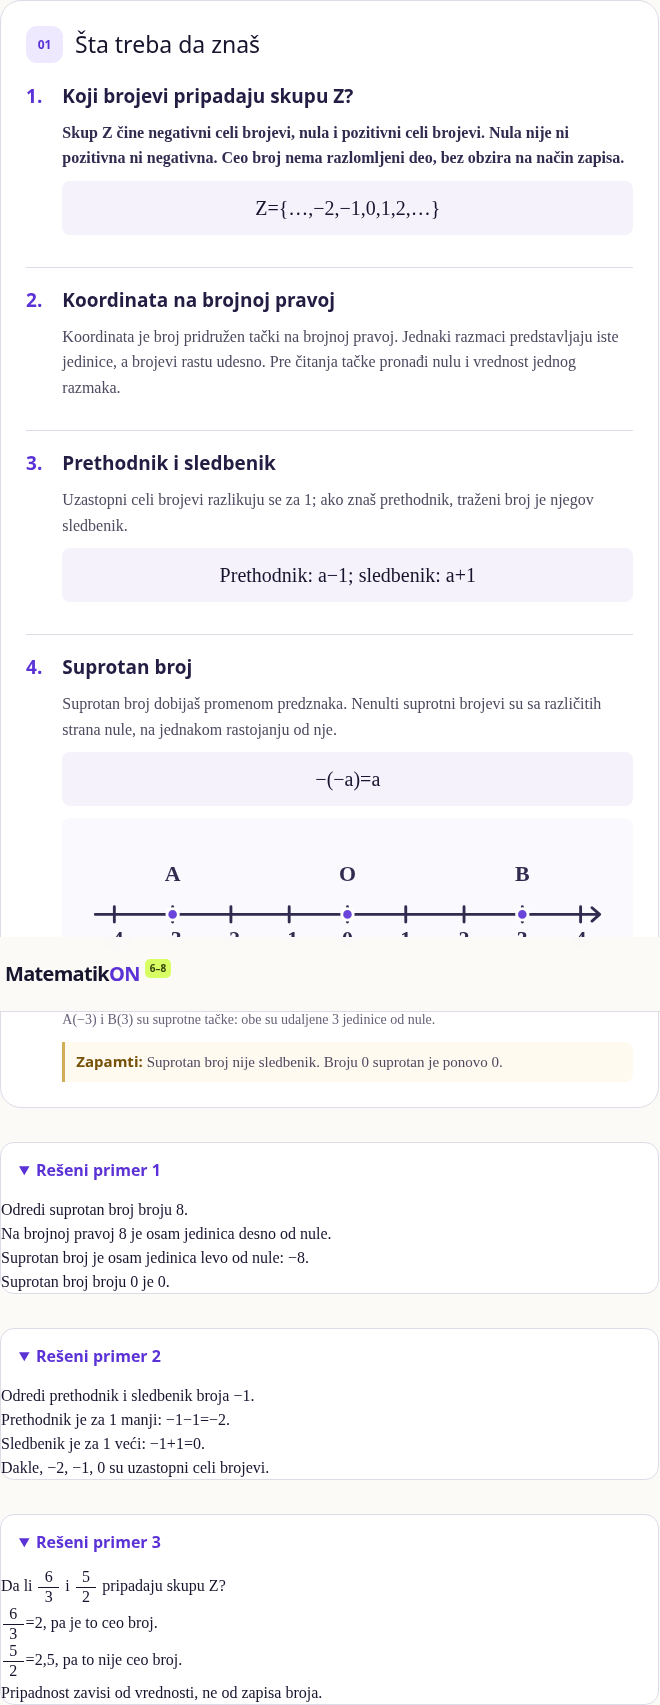 01 Šta treba da znaš
1. Koji brojevi pripadaju skupu Z?
Skup Z čine negativni celi brojevi, nula i pozitivni celi brojevi. Nula nije ni
pozitivna ni negativna. Ceo broj nema razlomljeni deo, bez obzira na način zapisa.
Z={…,−2,−1,0,1,2,…}
2. Koordinata na brojnoj pravoj
Koordinata je broj pridružen tački na brojnoj pravoj. Jednaki razmaci predstavljaju iste
jedinice, a brojevi rastu udesno. Pre čitanja tačke pronađi nulu i vrednost jednog
razmaka.
3. Prethodnik i sledbenik
Uzastopni celi brojevi razlikuju se za 1; ako znaš prethodnik, traženi broj je njegov
sledbenik.
Prethodnik: a−1; sledbenik: a+1
4. Suprotan broj
Suprotan broj dobijaš promenom predznaka. Nenulti suprotni brojevi su sa različitih
strana nule, na jednakom rastojanju od nje.
−(−a)=a
A O B
MatematikON 6–8
A(−3) i B(3) su suprotne tačke: obe su udaljene 3 jedinice od nule.
Zapamti: Suprotan broj nije sledbenik. Broju 0 suprotan je ponovo 0.
▼ Rešeni primer 1
Odredi suprotan broj broju 8.
Na brojnoj pravoj 8 je osam jedinica desno od nule.
Suprotan broj je osam jedinica levo od nule: −8.
Suprotan broj broju 0 je 0.
▼ Rešeni primer 2
Odredi prethodnik i sledbenik broja −1.
Prethodnik je za 1 manji: −1−1=−2.
Sledbenik je za 1 veći: −1+1=0.
Dakle, −2, −1, 0 su uzastopni celi brojevi.
▼ Rešeni primer 3
Da li 6/3 i 5/2 pripadaju skupu Z?
6/3=2, pa je to ceo broj.
5/2=2,5, pa to nije ceo broj.
Pripadnost zavisi od vrednosti, ne od zapisa broja.